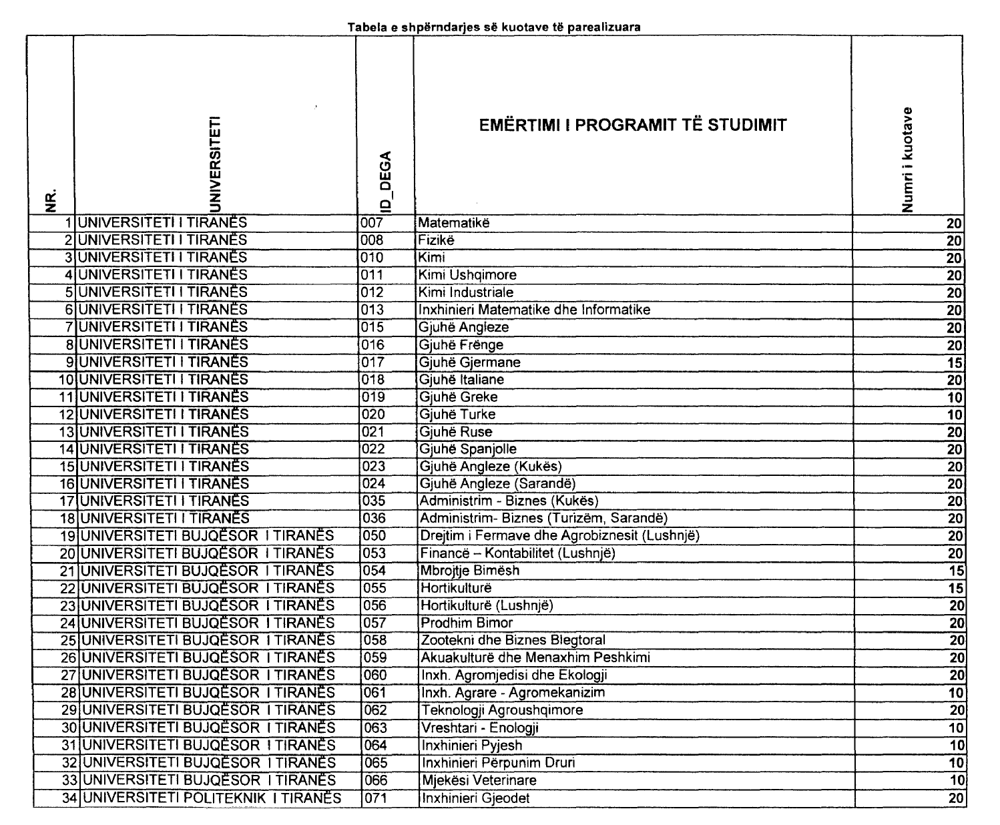 Tabela e shpërndarjes së kuotave të parealizuara
NR. UNIVERSITETI ID_DEGA EMËRTIMI I PROGRAMIT TË STUDIMIT Numri i kuotave
1 UNIVERSITETI I TIRANËS 007 Matematikë 20
2 UNIVERSITETI I TIRANËS 008 Fizikë 20
3 UNIVERSITETI I TIRANËS 010 Kimi 20
4 UNIVERSITETI I TIRANËS 011 Kimi Ushqimore 20
5 UNIVERSITETI I TIRANËS 012 Kimi Industriale 20
6 UNIVERSITETI I TIRANËS 013 Inxhinieri Matematike dhe Informatike 20
7 UNIVERSITETI I TIRANËS 015 Gjuhë Angleze 20
8 UNIVERSITETI I TIRANËS 016 Gjuhë Frënge 20
9 UNIVERSITETI I TIRANËS 017 Gjuhë Gjermane 15
10 UNIVERSITETI I TIRANËS 018 Gjuhë Italiane 20
11 UNIVERSITETI I TIRANËS 019 Gjuhë Greke 10
12 UNIVERSITETI I TIRANËS 020 Gjuhë Turke 10
13 UNIVERSITETI I TIRANËS 021 Gjuhë Ruse 20
14 UNIVERSITETI I TIRANËS 022 Gjuhë Spanjolle 20
15 UNIVERSITETI I TIRANËS 023 Gjuhë Angleze (Kukës) 20
16 UNIVERSITETI I TIRANËS 024 Gjuhë Angleze (Sarandë) 20
17 UNIVERSITETI I TIRANËS 035 Administrim - Biznes (Kukës) 20
18 UNIVERSITETI I TIRANËS 036 Administrim- Biznes (Turizëm, Sarandë) 20
19 UNIVERSITETI BUJQËSOR I TIRANËS 050 Drejtim i Fermave dhe Agrobiznesit (Lushnjë) 20
20 UNIVERSITETI BUJQËSOR I TIRANËS 053 Financë – Kontabilitet (Lushnjë) 20
21 UNIVERSITETI BUJQËSOR I TIRANËS 054 Mbrojtje Bimësh 15
22 UNIVERSITETI BUJQËSOR I TIRANËS 055 Hortikulturë 15
23 UNIVERSITETI BUJQËSOR I TIRANËS 056 Hortikulturë (Lushnjë) 20
24 UNIVERSITETI BUJQËSOR I TIRANËS 057 Prodhim Bimor 20
25 UNIVERSITETI BUJQËSOR I TIRANËS 058 Zootekni dhe Biznes Blegtoral 20
26 UNIVERSITETI BUJQËSOR I TIRANËS 059 Akuakulturë dhe Menaxhim Peshkimi 20
27 UNIVERSITETI BUJQËSOR I TIRANËS 060 Inxh. Agromjedisi dhe Ekologji 20
28 UNIVERSITETI BUJQËSOR I TIRANËS 061 Inxh. Agrare - Agromekanizim 10
29 UNIVERSITETI BUJQËSOR I TIRANËS 062 Teknologji Agroushqimore 20
30 UNIVERSITETI BUJQËSOR I TIRANËS 063 Vreshtari - Enologji 10
31 UNIVERSITETI BUJQËSOR I TIRANËS 064 Inxhinieri Pyjesh 10
32 UNIVERSITETI BUJQËSOR I TIRANËS 065 Inxhinieri Përpunim Druri 10
33 UNIVERSITETI BUJQËSOR I TIRANËS 066 Mjekësi Veterinare 10
34 UNIVERSITETI POLITEKNIK I TIRANËS 071 Inxhinieri Gjeodet 20